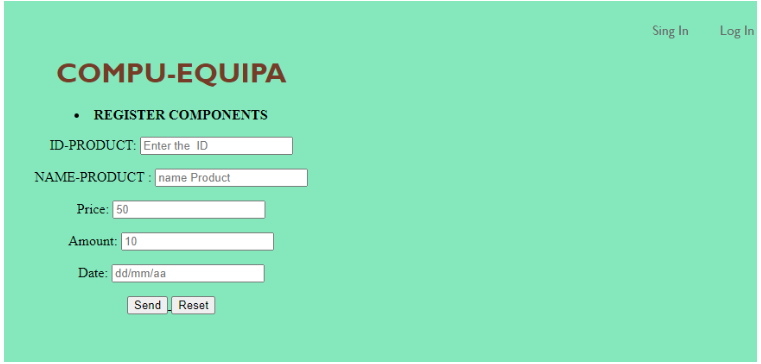 Sing In Log In
COMPU-EQUIPA
• REGISTER COMPONENTS
ID-PRODUCT: Enter the ID
NAME-PRODUCT : name Product
Price: 50
Amount: 10
Date: dd/mm/aa
Send Reset